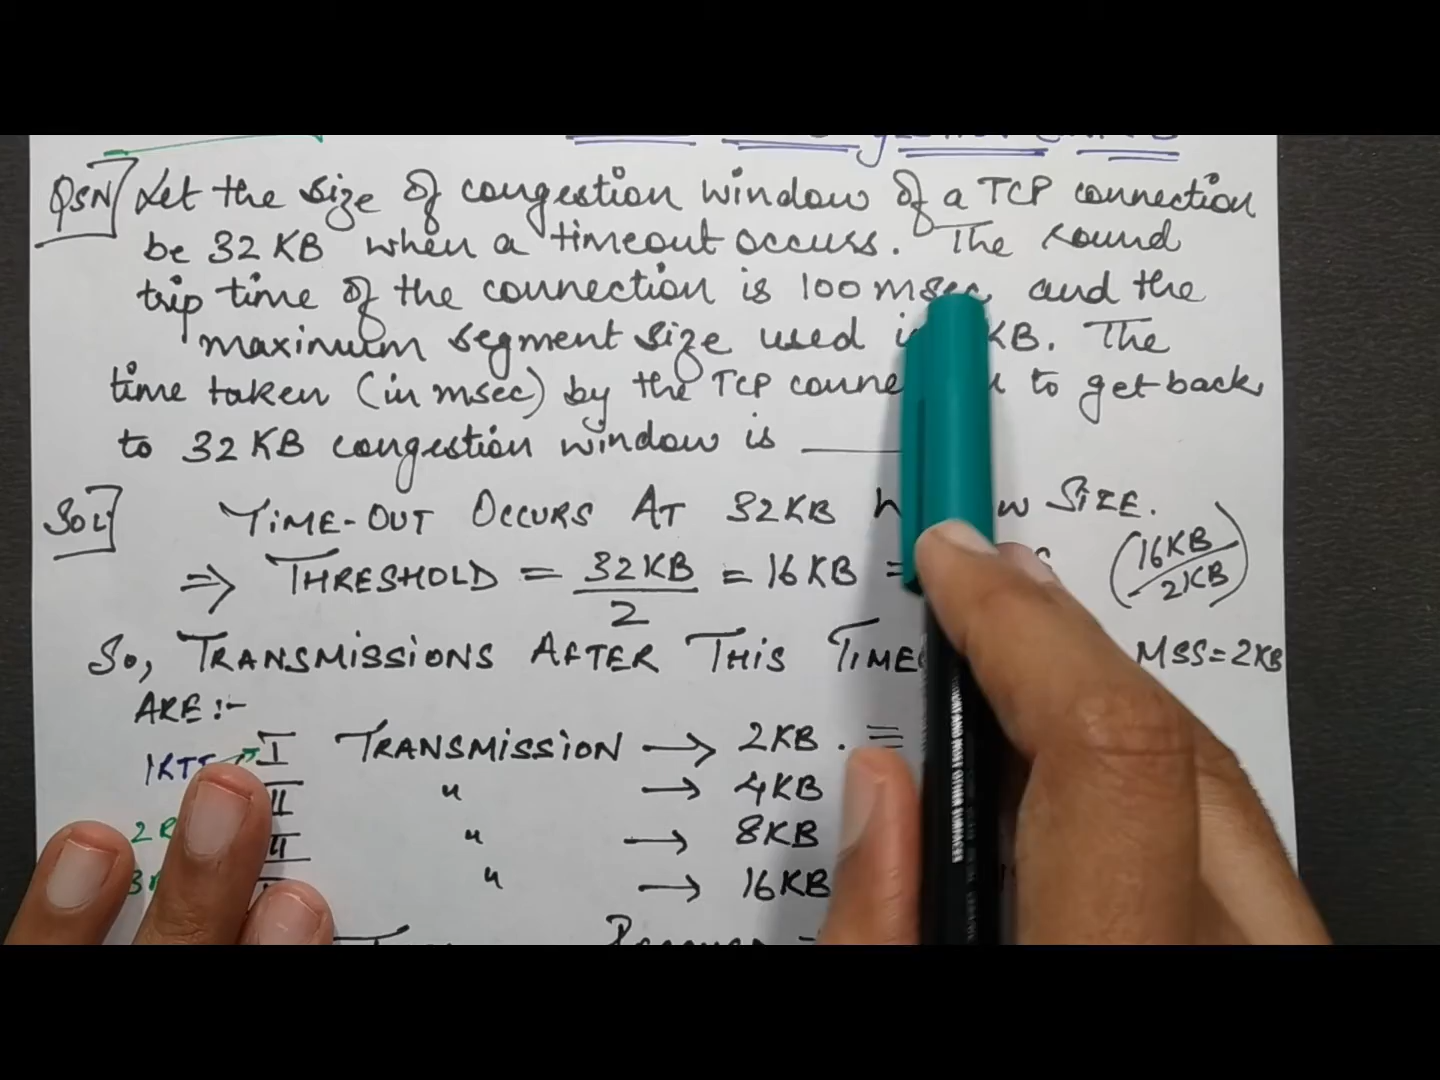 QSN Let the size of congestion window of a TCP connection
be 32 KB when a timeout occurs. The round
trip time of the connection is 100 msec and the
maximum segment size used KB. The
time taken (in msec) by the TCP to get back
to 32 KB congestion window is ______
Sol TIME-OUT OCCURS AT 32KB SIZE.
⇒ THRESHOLD = 32KB/2 = 16KB = (16KB/2KB)
So, TRANSMISSIONS AFTER THIS MSS=2KB
ARE :-
1RTT I TRANSMISSION → 2KB. ≡
II " → 4KB
" → 8KB
" → 16KB